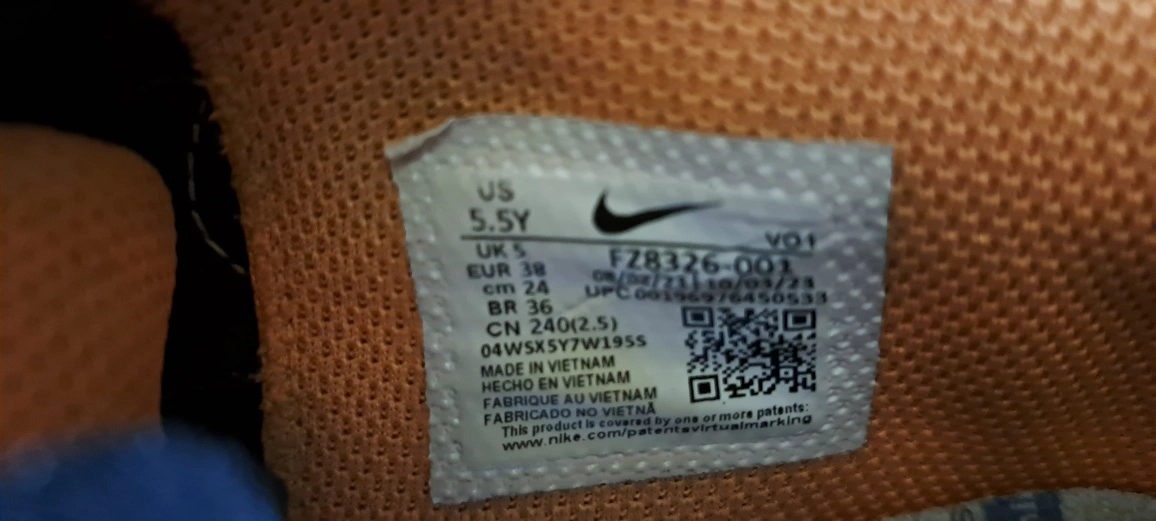 US
5.5Y
VO1
UK 5
FZ8326-001
EUR 38
cm 24
UPC
BR 36
CN 240(2.5)
04WSX5Y7W195S
MADE IN VIETNAM
HECHO EN VIETNAM
FABRIQUE AU VIETNAM
FABRICADO NO VIETNÃ
This product is covered by one or more patents:
www.nike.com/patentsvirtualmarking